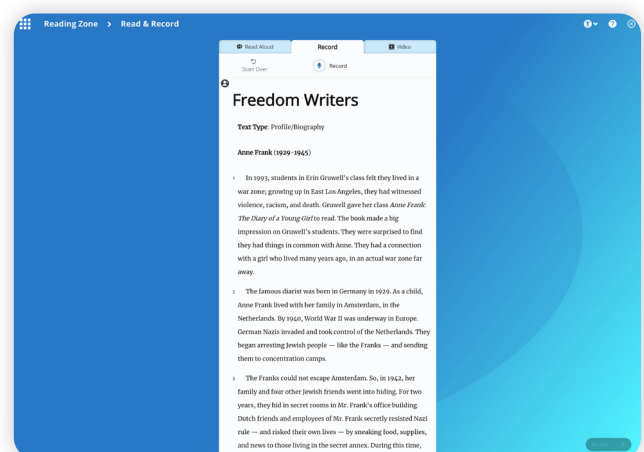 Reading Zone > Read & Record
Read Aloud
Record
Video
Start Over
Record
Freedom Writers
Text Type: Profile/Biography
Anne Frank (1929-1945)
1 In 1993, students in Erin Gruwell's class felt they lived in a
war zone; growing up in East Los Angeles, they had witnessed
violence, racism, and death. Gruwell gave her class Anne Frank:
The Diary of a Young Girl to read. The book made a big
impression on Gruwell's students. They were surprised to find
they had things in common with Anne. They had a connection
with a girl who lived many years ago, in an actual war zone far
away.
2 The famous diarist was born in Germany in 1929. As a child,
Anne Frank lived with her family in Amsterdam, in the
Netherlands. By 1940, World War II was underway in Europe.
German Nazis invaded and took control of the Netherlands. They
began arresting Jewish people — like the Franks — and sending
them to concentration camps.
3 The Franks could not escape Amsterdam. So, in 1942, her
family and four other Jewish friends went into hiding. For two
years, they hid in secret rooms in Mr. Frank's office building.
Dutch friends and employees of Mr. Frank secretly resisted Nazi
rule — and risked their own lives — by sneaking food, supplies,
and news to those living in the secret annex. During this time,